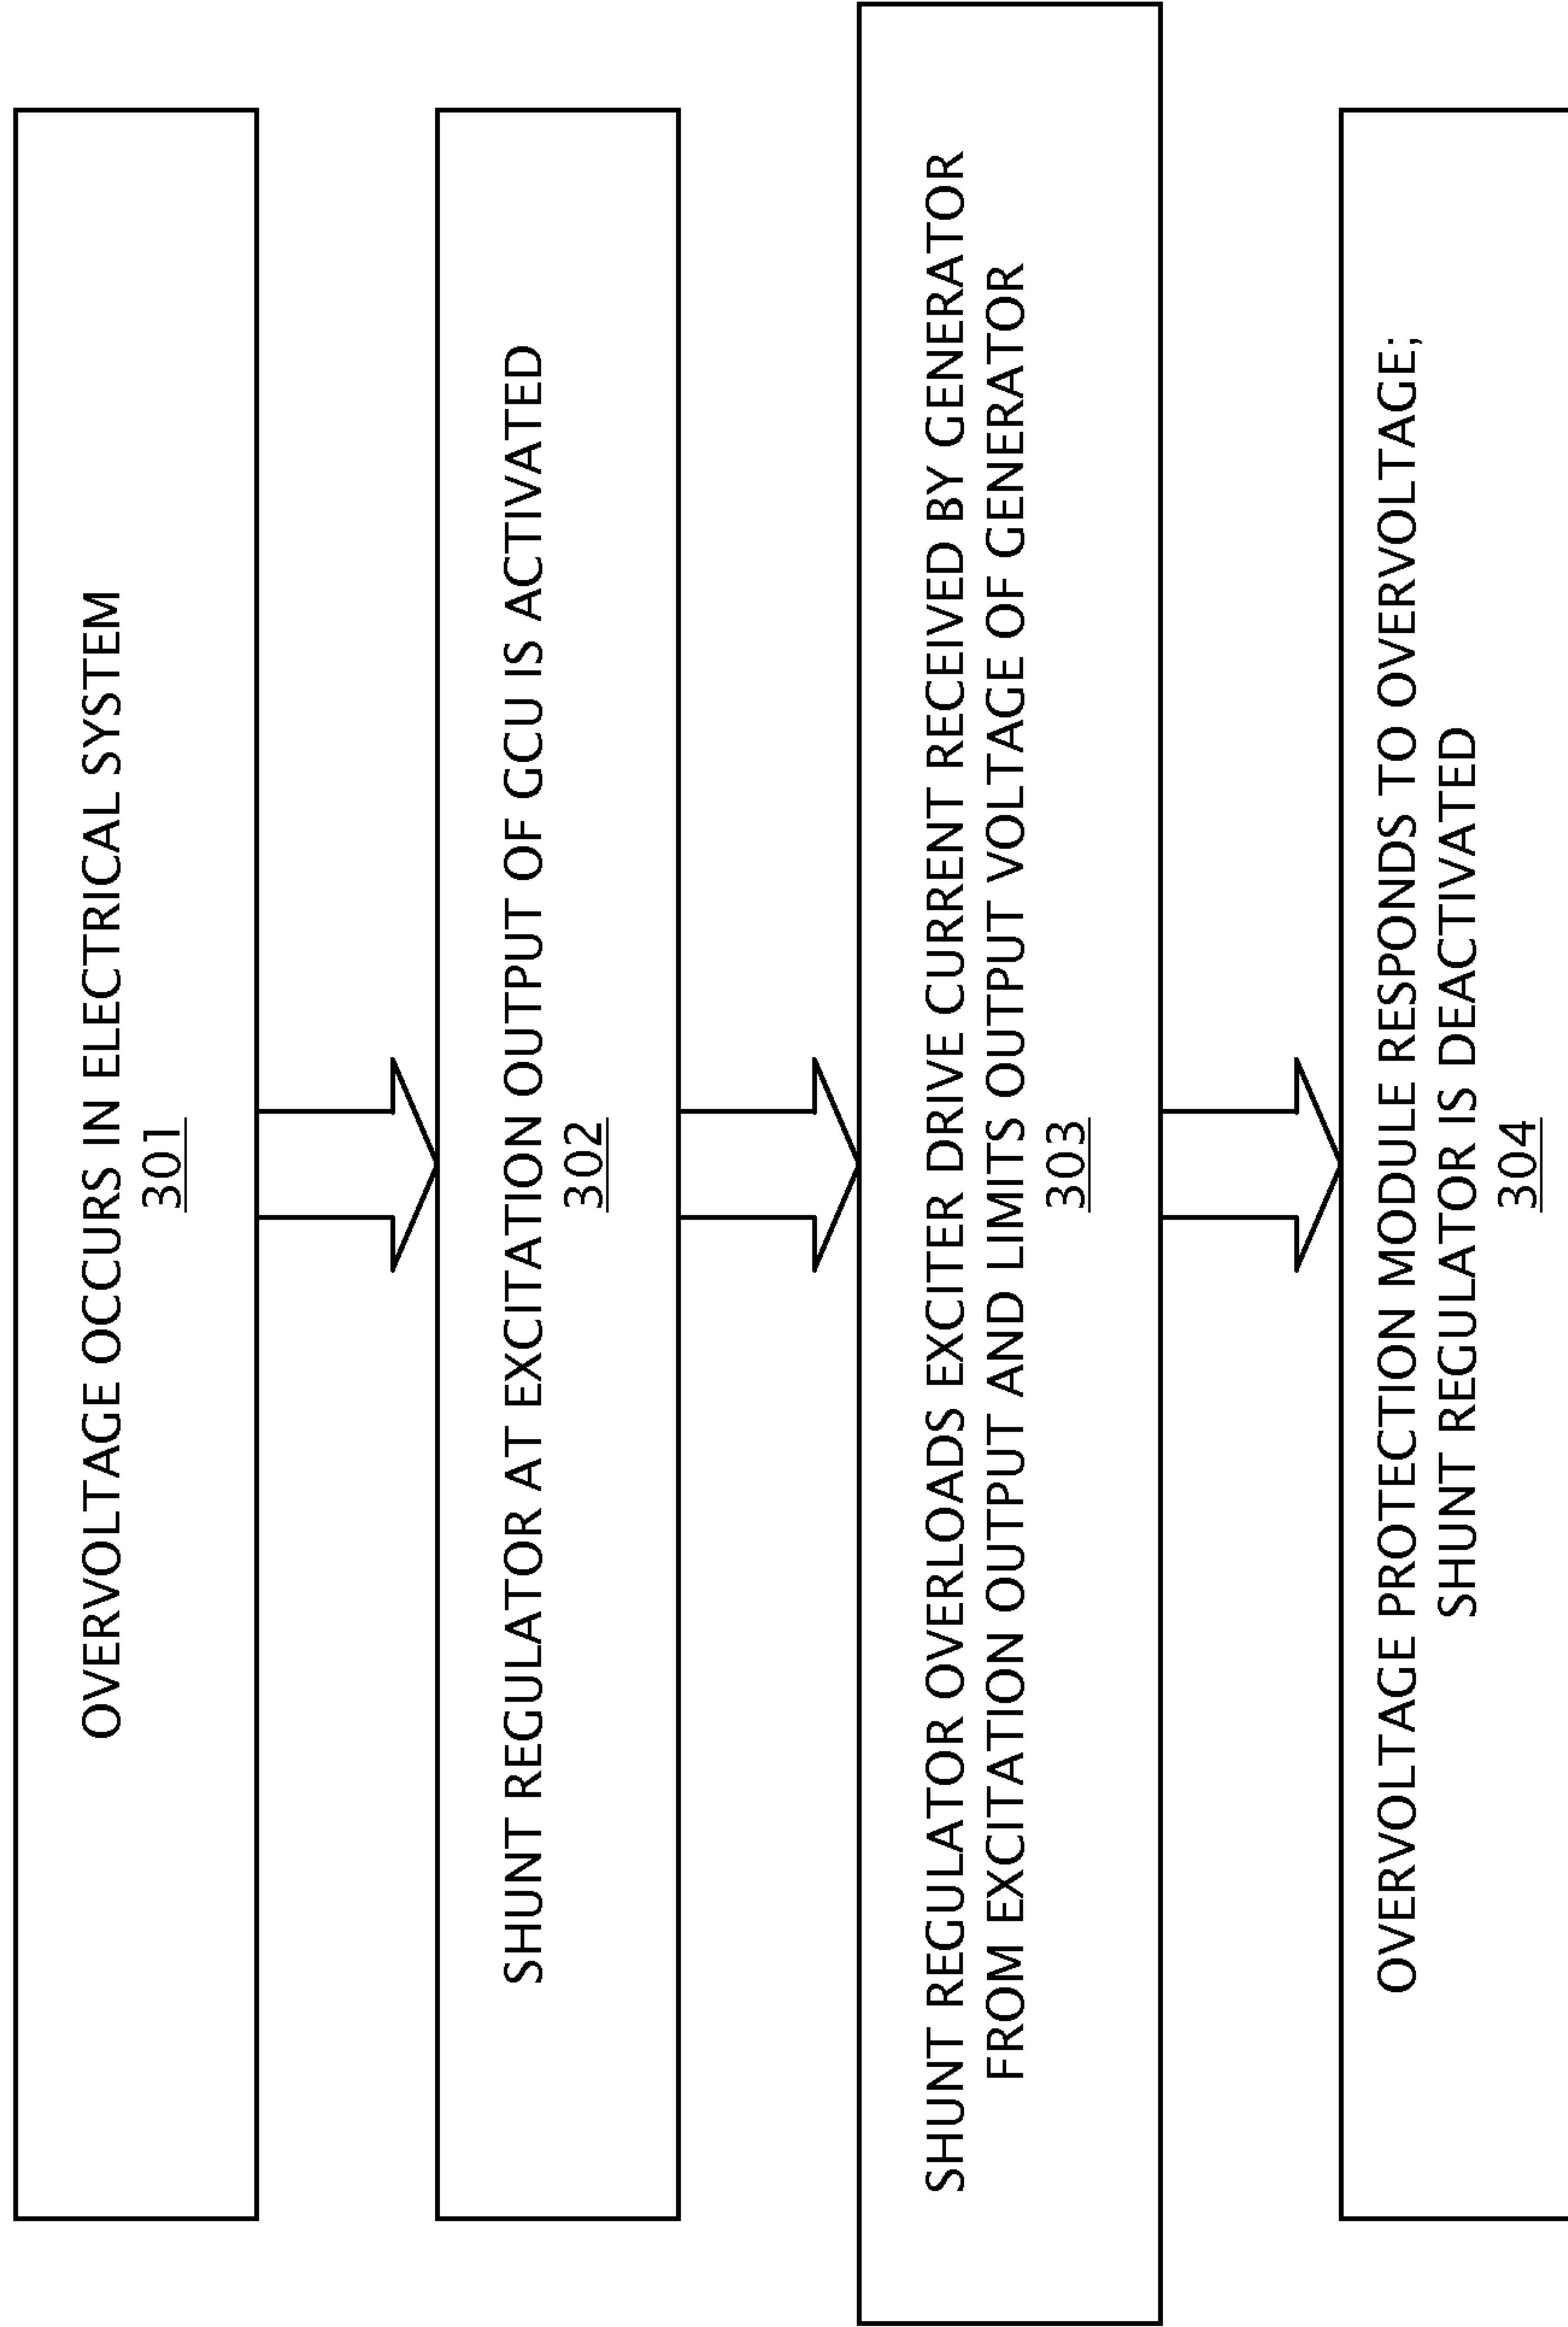 OVERVOLTAGE OCCURS IN ELECTRICAL SYSTEM
301
SHUNT REGULATOR AT EXCITATION OUTPUT OF GCU IS ACTIVATED
302
SHUNT REGULATOR OVERLOADS EXCITER DRIVE CURRENT RECEIVED BY GENERATOR
FROM EXCITATION OUTPUT AND LIMITS OUTPUT VOLTAGE OF GENERATOR
303
OVERVOLTAGE PROTECTION MODULE RESPONDS TO OVERVOLTAGE;
SHUNT REGULATOR IS DEACTIVATED
304